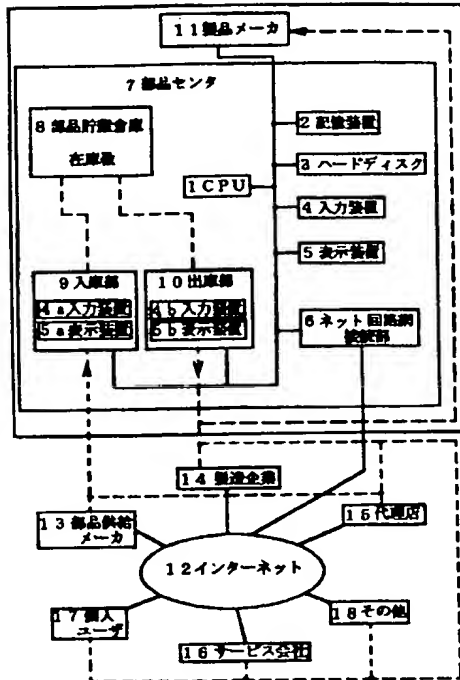 11製品メーカ
7部品センタ
8部品貯蔵倉庫
在庫数
2記憶装置
3ハードディスク
1CPU
4入力装置
5表示装置
9入庫部
4a入力装置
5a表示装置
10出庫部
4b入力装置
5b表示装置
6ネット回路網
接続部
14製造企業
13部品供給
メーカ
15代理店
12インターネット
17個人
ユーザ
18その他
16サービス会社